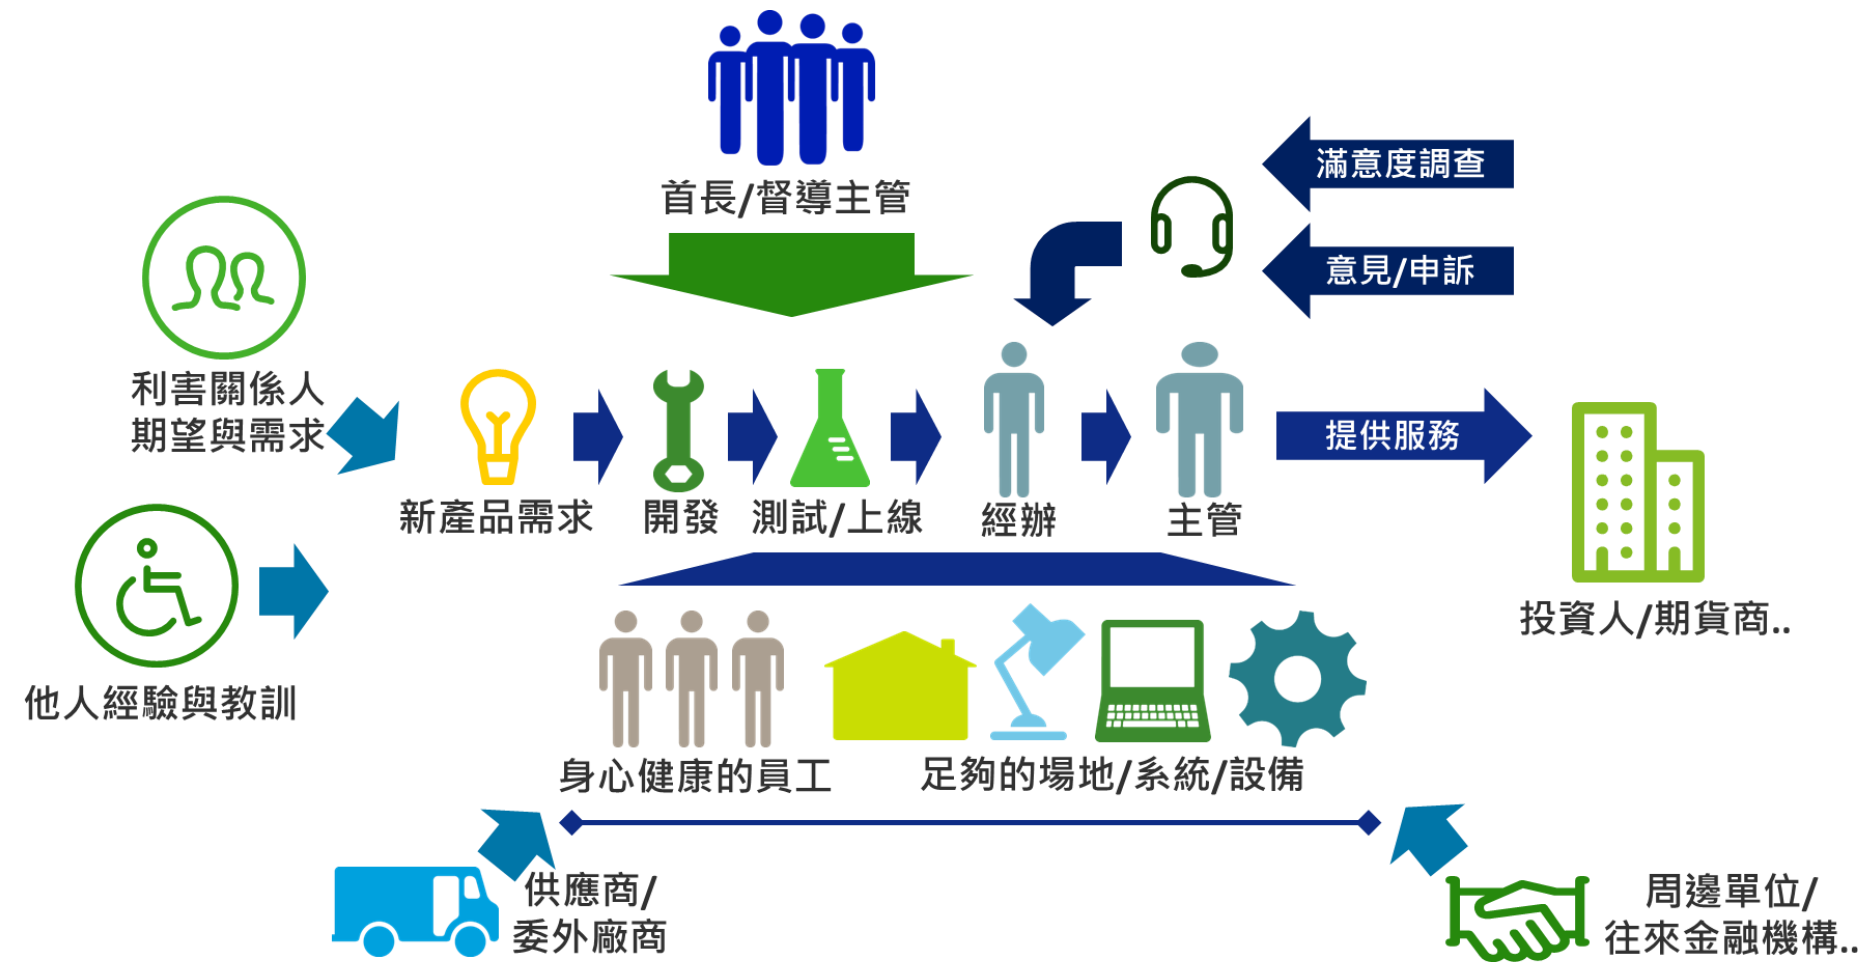 首長/督導主管
滿意度調查
意見/申訴
利害關係人
期望與需求
提供服務
新產品需求
開發
測試/上線
經辦
主管
投資人/期貨商..
他人經驗與教訓
身心健康的員工
足夠的場地/系統/設備
供應商/
委外廠商
周邊單位/
往來金融機構..